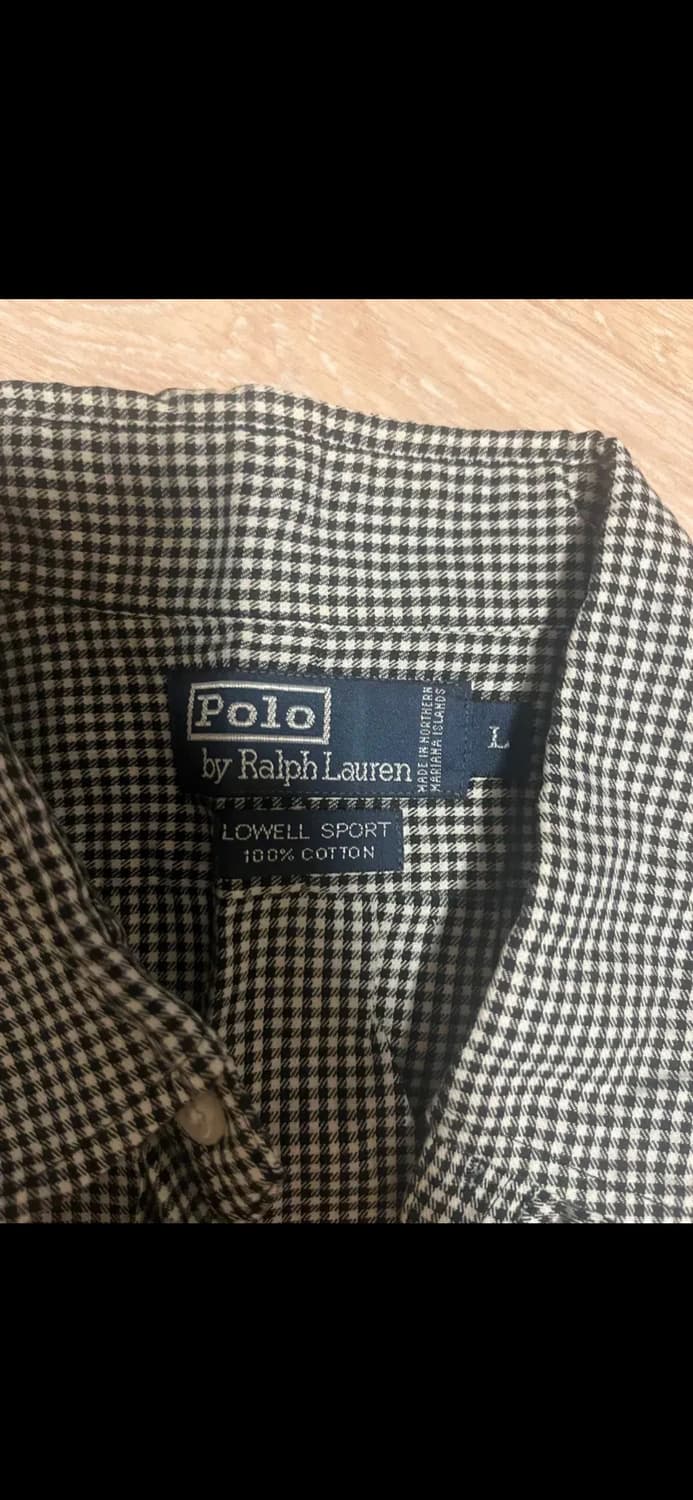 Polo
by Ralph Lauren
MADE IN NORTHERN
MARIANA ISLANDS
L
LOWELL SPORT
100% COTTON